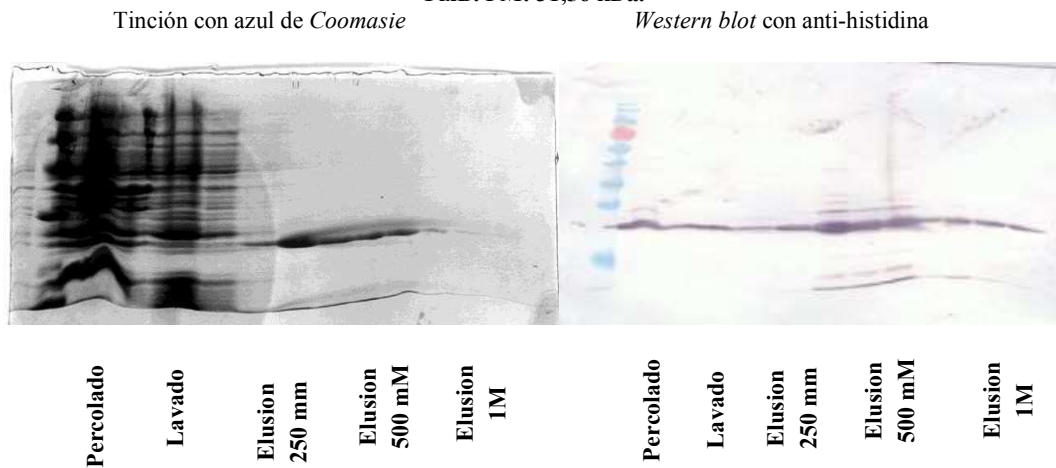 Tinción con azul de Coomasie
Western blot con anti-histidina
Percolado
Lavado
Elusion
250 mm
Elusion
500 mM
Elusion
1M
Percolado
Lavado
Elusion
250 mm
Elusion
500 mM
Elusion
1M